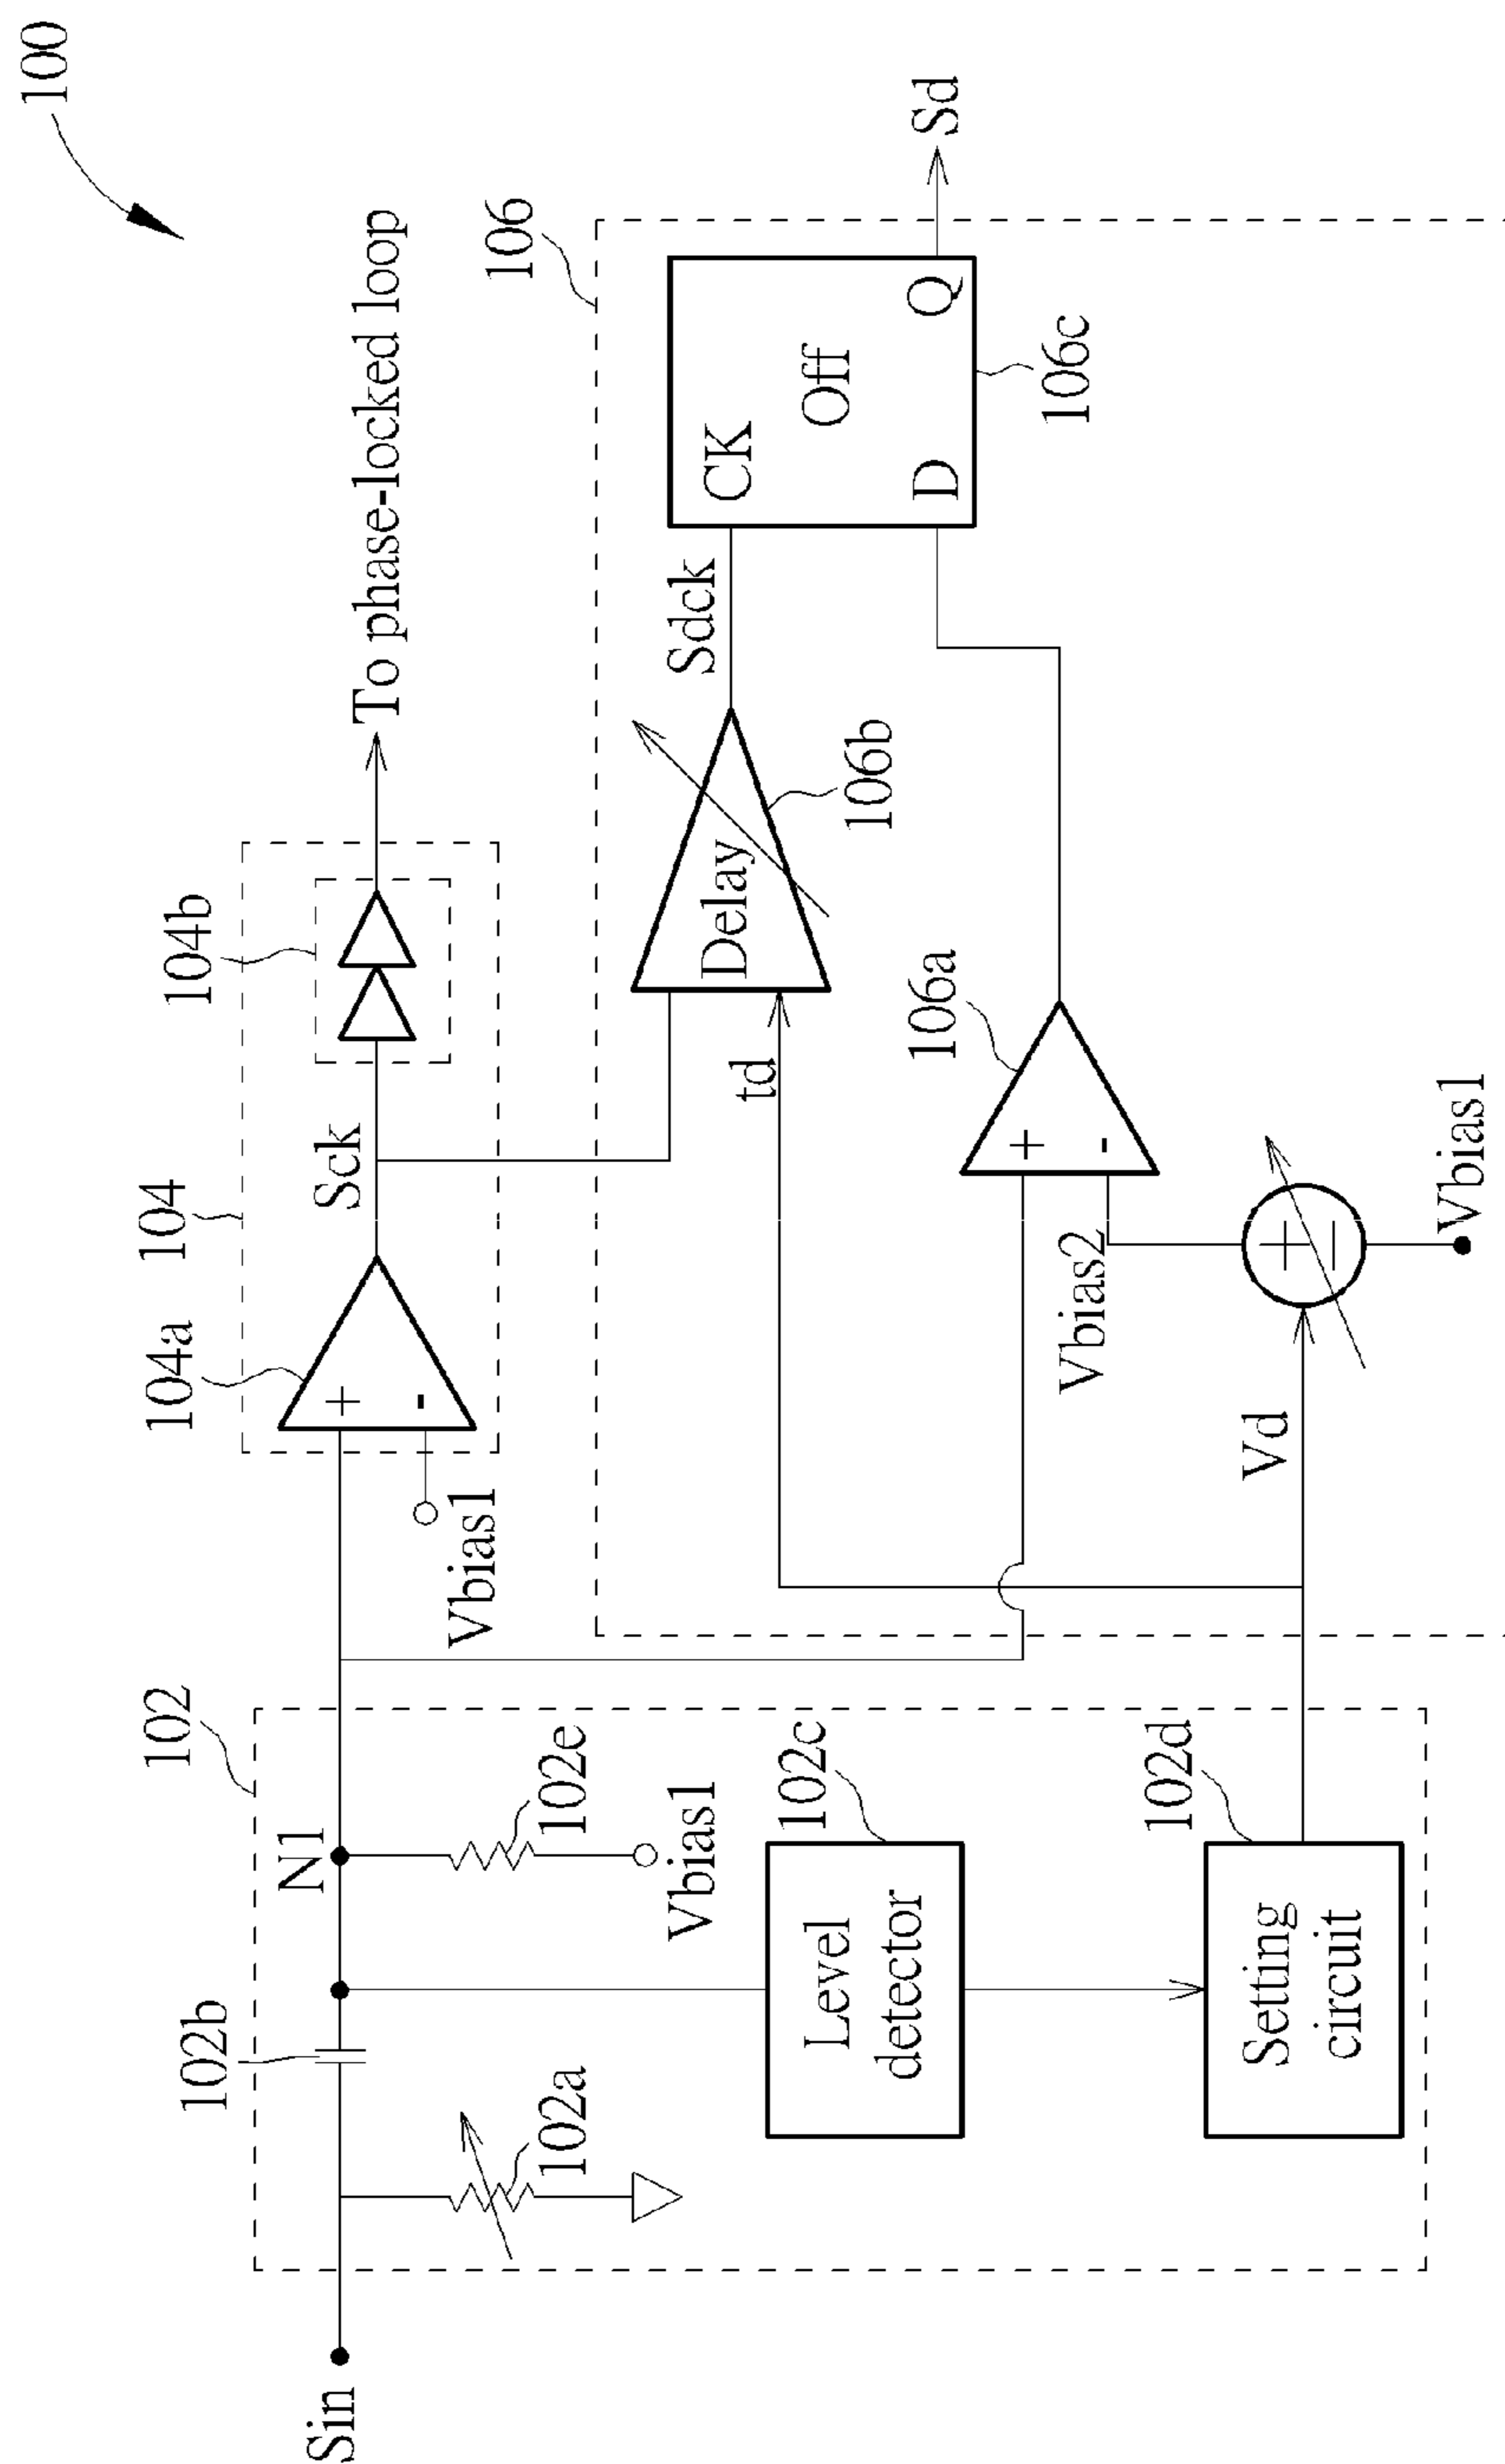 100
To phase-locked loop
104
104b
104a
Sck
Vbias1
106
Sdck
CK
Off
D
Q
Sd
106c
Delay
106b
td
106a
+
-
+
-
Vbias2
Vd
Vbias1
102
102b
N1
102e
Vbias1
102a
Sin
Level
detector
102c
Setting
circuit
102d